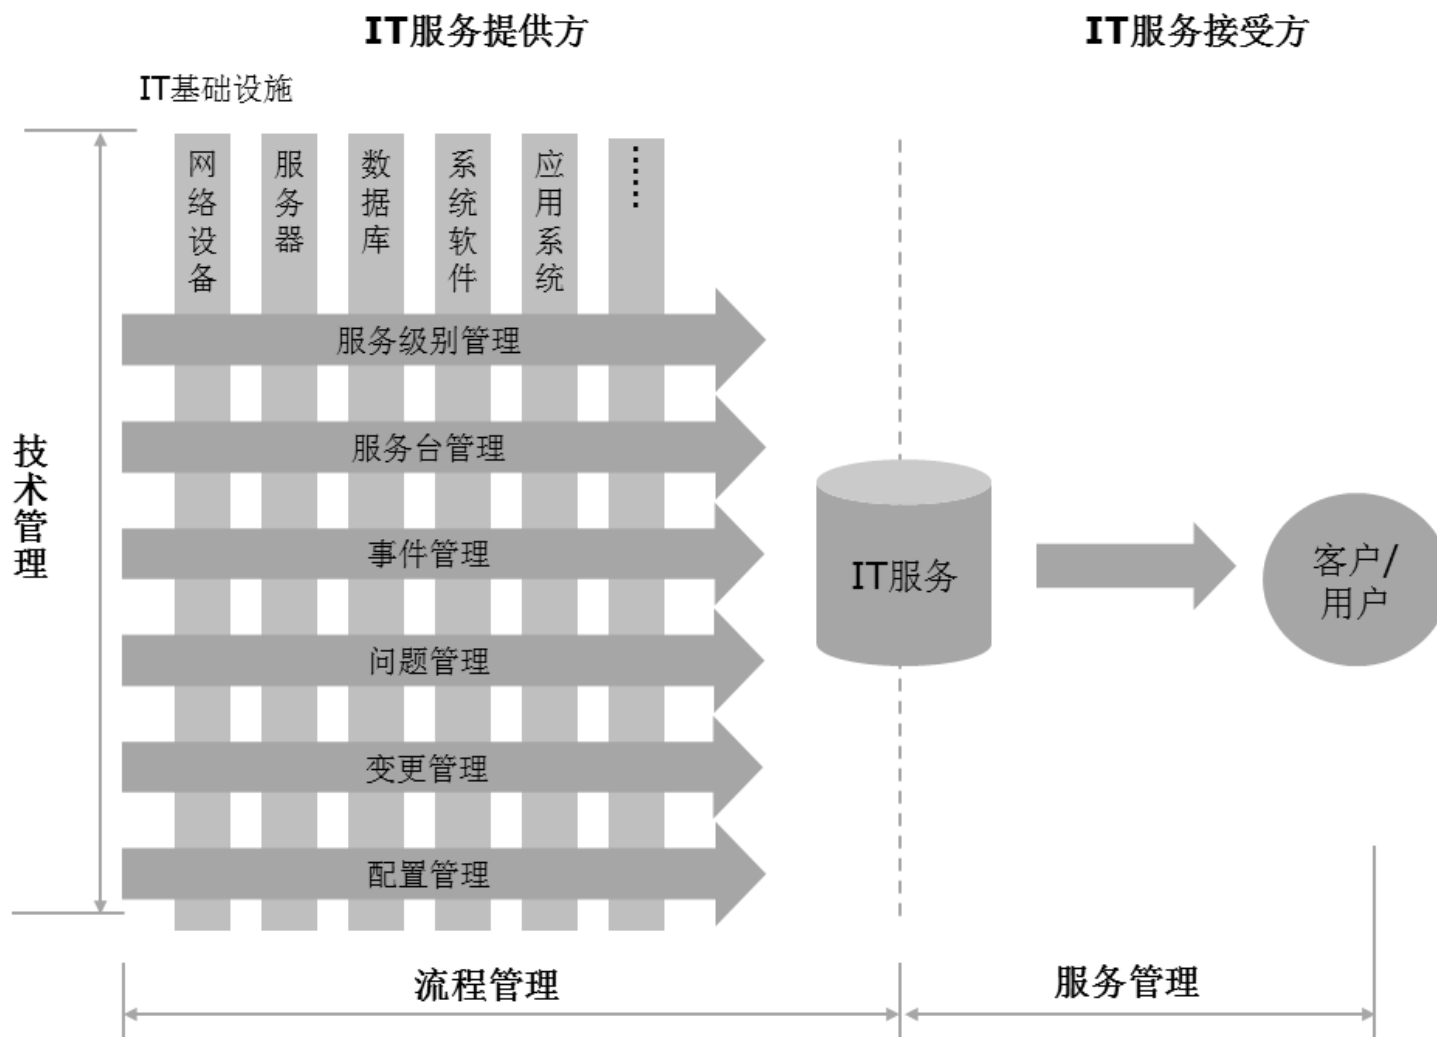 IT服务提供方
IT服务接受方
IT基础设施
网络设备
服务器
数据库
系统软件
应用系统
……
服务级别管理
服务台管理
事件管理
问题管理
变更管理
配置管理
技术管理
IT服务
客户/
用户
流程管理
服务管理